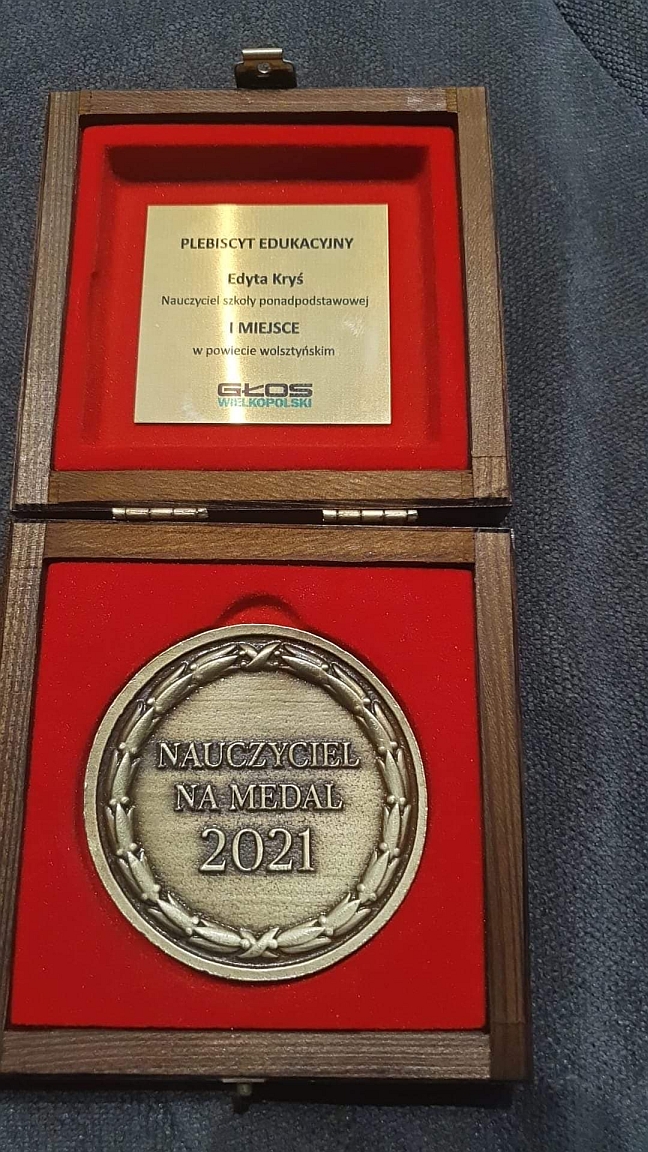 PLEBISCYT EDUKACYJNY
Edyta Kryś
Nauczyciel szkoły ponadpodstawowej
I MIEJSCE
w powiecie wolsztyńskim
GŁOS
WIELKOPOLSKI
NAUCZYCIEL
NA MEDAL
2021